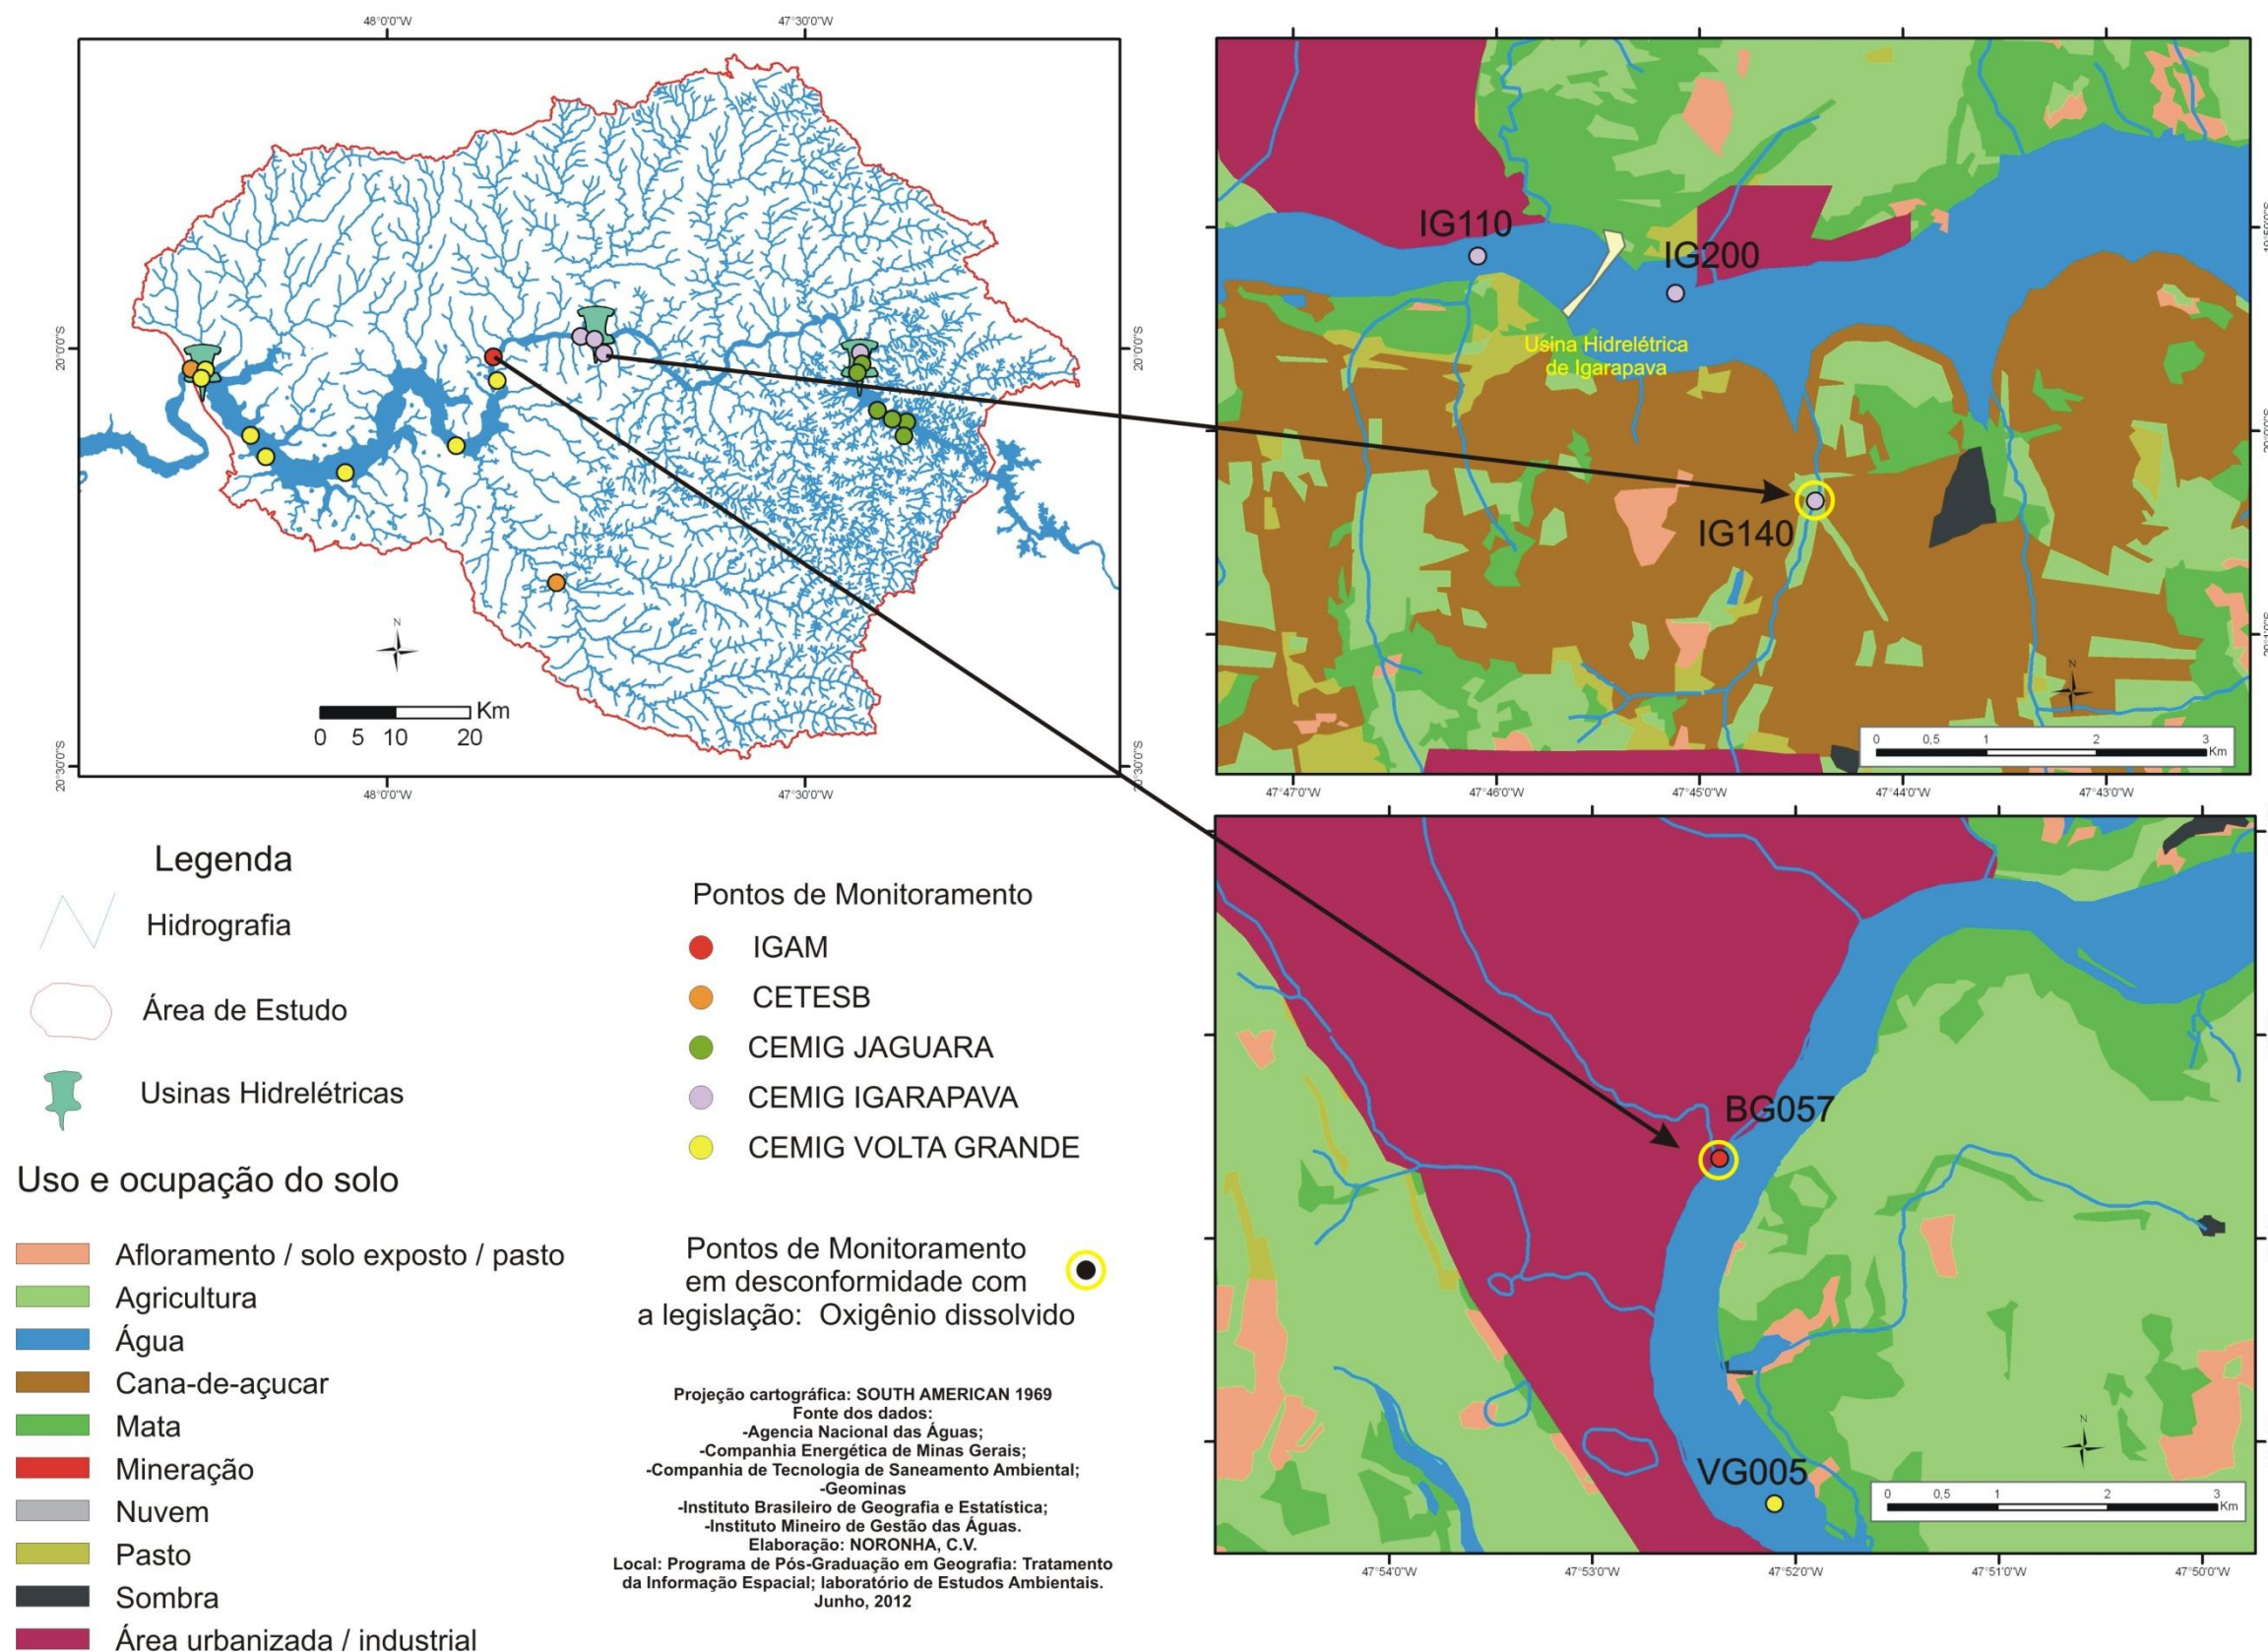 48°0'0"W
47°30'0"W
20°0'0"S
20°0'0"S
N
Km
0 5 10 20
20°30'0"S
48°0'0"W
47°30'0"W
IG110
IG200
Usina Hidrelétrica
de Igarapava
IG140
N
0 0,5 1 2 3
Km
47°47'0"W
47°46'0"W
47°45'0"W
47°44'0"W
47°43'0"W
BG057
VG005
N
0 0,5 1 2 3
Km
47°54'0"W
47°53'0"W
47°52'0"W
47°51'0"W
47°50'0"W
Legenda
Hidrografia
Área de Estudo
Usinas Hidrelétricas
Uso e ocupação do solo
Afloramento / solo exposto / pasto
Agricultura
Água
Cana-de-açucar
Mata
Mineração
Nuvem
Pasto
Sombra
Área urbanizada / industrial
Pontos de Monitoramento
IGAM
CETESB
CEMIG JAGUARA
CEMIG IGARAPAVA
CEMIG VOLTA GRANDE
Pontos de Monitoramento
em desconformidade com
a legislação: Oxigênio dissolvido
Projeção cartográfica: SOUTH AMERICAN 1969
Fonte dos dados:
-Agencia Nacional das Águas;
-Companhia Energética de Minas Gerais;
-Companhia de Tecnologia de Saneamento Ambiental;
-Geominas
-Instituto Brasileiro de Geografia e Estatística;
-Instituto Mineiro de Gestão das Águas.
Elaboração: NORONHA, C.V.
Local: Programa de Pós-Graduação em Geografia: Tratamento
da Informação Espacial; laboratório de Estudos Ambientais.
Junho, 2012